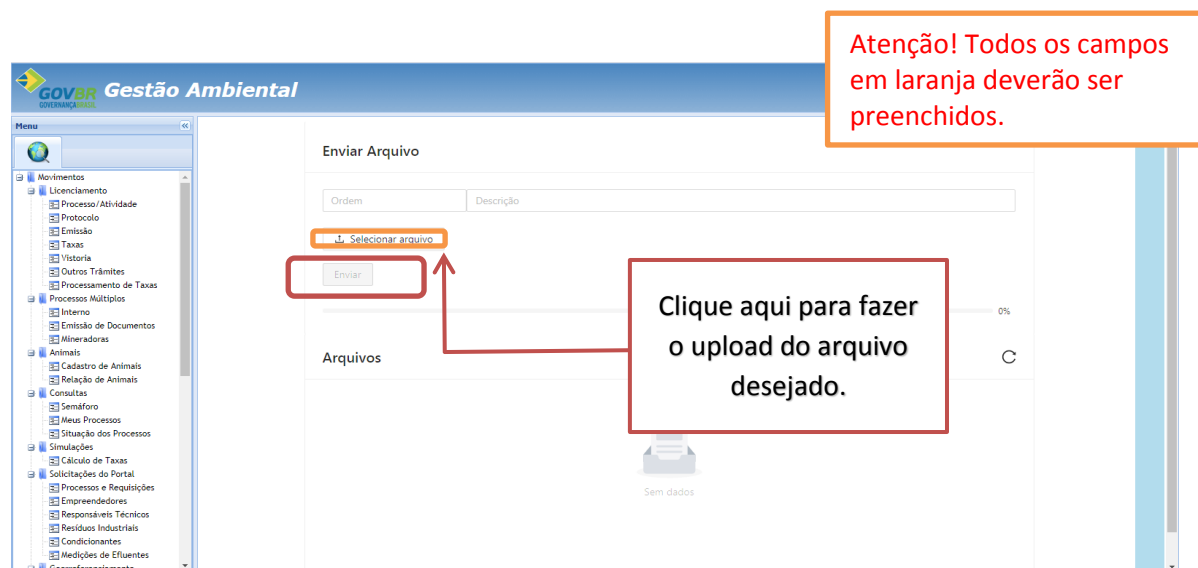 Atenção! Todos os campos
em laranja deverão ser
preenchidos.
GOVBR Gestão Ambiental
GOVERNANÇABRASIL
Menu
Movimentos
Licenciamento
Processo/Atividade
Protocolo
Emissão
Taxas
Vistoria
Outros Trâmites
Processamento de Taxas
Processos Múltiplos
Interno
Emissão de Documentos
Mineradoras
Animais
Cadastro de Animais
Relação de Animais
Consultas
Semáforo
Meus Processos
Situação dos Processos
Simulações
Cálculo de Taxas
Solicitações do Portal
Processos e Requisições
Empreendedores
Responsáveis Técnicos
Resíduos Industriais
Condicionantes
Medições de Efluentes
Georreferenciamento
Enviar Arquivo
Ordem Descrição
Selecionar arquivo
Enviar
0%
Clique aqui para fazer
o upload do arquivo
desejado.
Arquivos
Sem dados